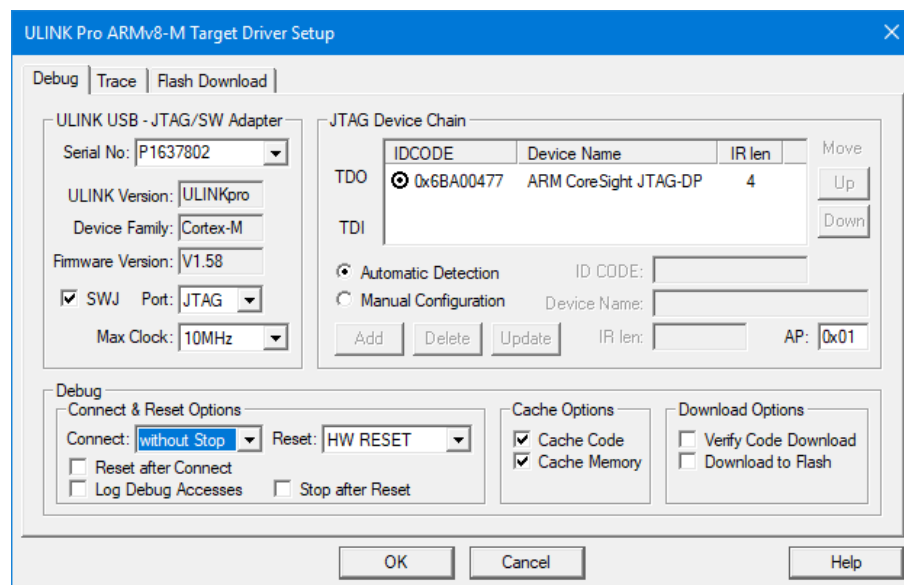 ULINK Pro ARMv8-M Target Driver Setup
Debug Trace Flash Download
ULINK USB - JTAG/SW Adapter
Serial No: P1637802
ULINK Version: ULINKpro
Device Family: Cortex-M
Firmware Version: V1.58
SWJ Port: JTAG
Max Clock: 10MHz
JTAG Device Chain
IDCODE Device Name IR len
TDO 0x6BA00477 ARM CoreSight JTAG-DP 4
TDI
Move
Up
Down
Automatic Detection ID CODE:
Manual Configuration Device Name:
Add Delete Update IR len: AP: 0x01
Debug
Connect & Reset Options
Connect: without Stop Reset: HW RESET
Reset after Connect
Log Debug Accesses Stop after Reset
Cache Options
Cache Code
Cache Memory
Download Options
Verify Code Download
Download to Flash
OK Cancel Help